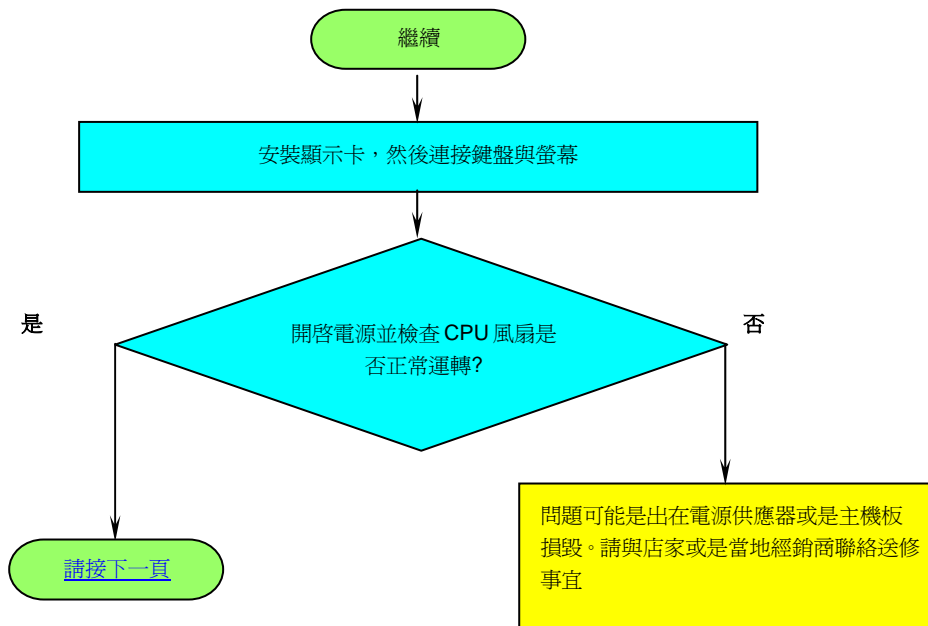 繼續
安裝顯示卡，然後連接鍵盤與螢幕
是
否
開啓電源並檢查 CPU 風扇是
否正常運轉?
問題可能是出在電源供應器或是主機板
損毀。請與店家或是當地經銷商聯絡送修
事宜
請接下一頁